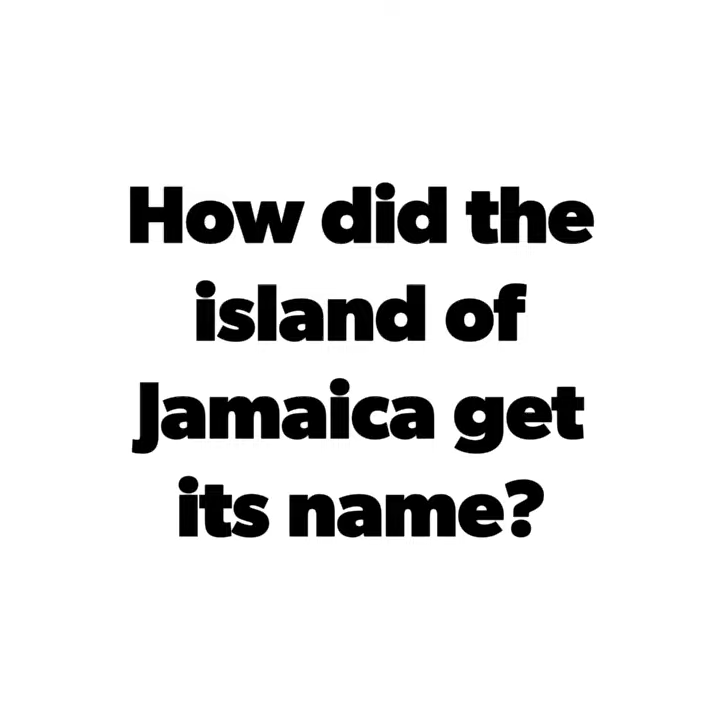 How did the
island of
Jamaica get
its name?